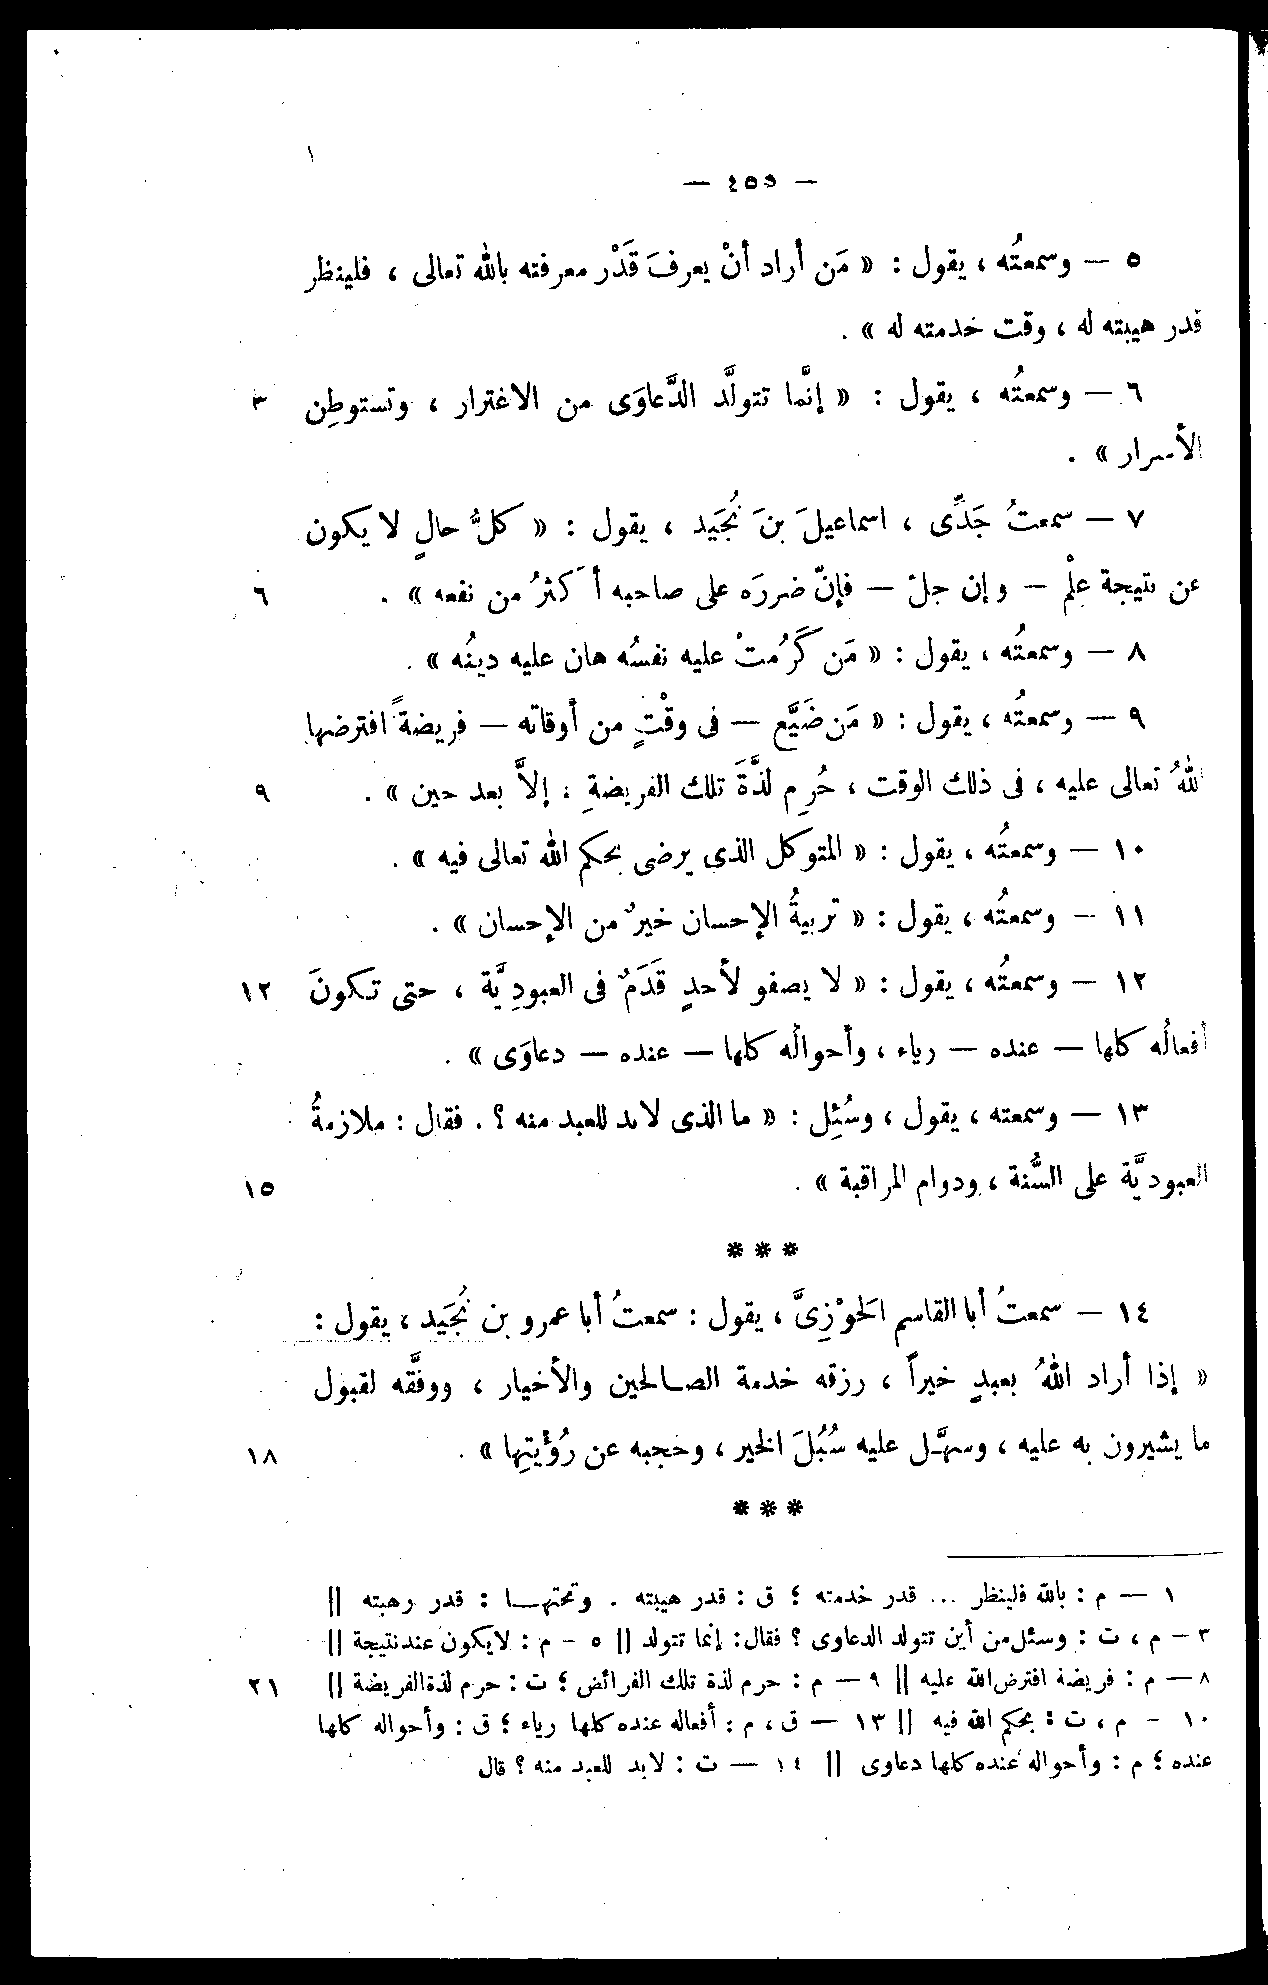 — ٤٥٥ —
٥ — وسمعتُه ، يقول : « مَن أراد أنْ يعرفَ قَدْر معرفته بالله تعالى ، فلينظر
قدر هيبته له ، وقت خدمته له » .
٦ — وسمعتُه ، يقول : « إنَّما تتولَّد الدَّعاوَى من الاغترار ، وتستوطِن ٣
الأسرار » .
٧ — سمعتُ جَدِّى ، اسماعيلَ بنَ نُجَيَد ، يقول : « كلُّ حالٍ لا يكون
عن نتيجة عِلْم — وإن جلّ — فإنّ ضررَه على صاحبه أكثرُ من نفعه » . ٦
٨ — وسمعتُه ، يقول : « مَن كَرُمتْ عليه نفسُه هان عليه دينُه » .
٩ — وسمعتُه ، يقول : « مَن ضَيَّع — فى وقْتٍ من أوقاته — فريضةً افترضها
اللهُ تعالى عليه ، فى ذلك الوقت ، حُرِم لذَّةَ تلك الفريضةِ ، إلاَّ بعد حين » . ٩
١٠ — وسمعتُه ، يقول : « المتوكل الذى يرضى بحكم الله تعالى فيه » .
١١ — وسمعتُه ، يقول : « تربيةُ الإحسان خيرٌ من الإحسان » .
١٢ — وسمعتُه ، يقول : « لا يصفو لأحدٍ قَدَمٌ فى العبودِيَّة ، حتى تكونَ ١٢
أفعالُه كلها — عنده — رياء ، وأحوالُه كلها — عنده — دعاوَى » .
١٣ — وسمعته ، يقول ، وسُئِل : « ما الذى لابد للعبد منه ؟ . فقال : ملازمةُ
العبوديَّة على السُّنة ، ودوام المراقبة » . ١٥
***
١٤ — سمعتُ أبا القاسم الَخوْزِىَّ ، يقول : سمعتُ أبا عمرو بن نُجَيَد ، يقول :
« إذا أراد اللهُ بعبدٍ خيراً ، رزقه خدمة الصالحين والأخيار ، ووفَّقه لقبول
ما يشيرون به عليه ، وسهَّل عليه سُبُلَ الخير ، وحجبه عن رُؤْيتِها » . ١٨
***
١ — م : بالله فلينظر ... قدر خدمته ؛ ق : قدر هيبته . وتحتها : قدر رهبته ||
٣ — م ، ت : وسئل من أين تتولد الدعاوى ؟ فقال : إنما تتولد || ٥ — م : لايكون عند نتيجة ||
٨ — م : فريضة افترض الله عليه || ٩ — م : حرم لذة تلك الفرائض ؛ ت : حرم لذة الفريضة || ٢١
١٠ — م ، ت : بحكم الله فيه || ١٣ — ق ، م : أفعاله عنده كلها رياء ؛ ق : وأحواله كلها
عنده ؛ م : وأحواله عنده كلها دعاوى || ١٤ — ت : لابد للعبد منه ؟ قال